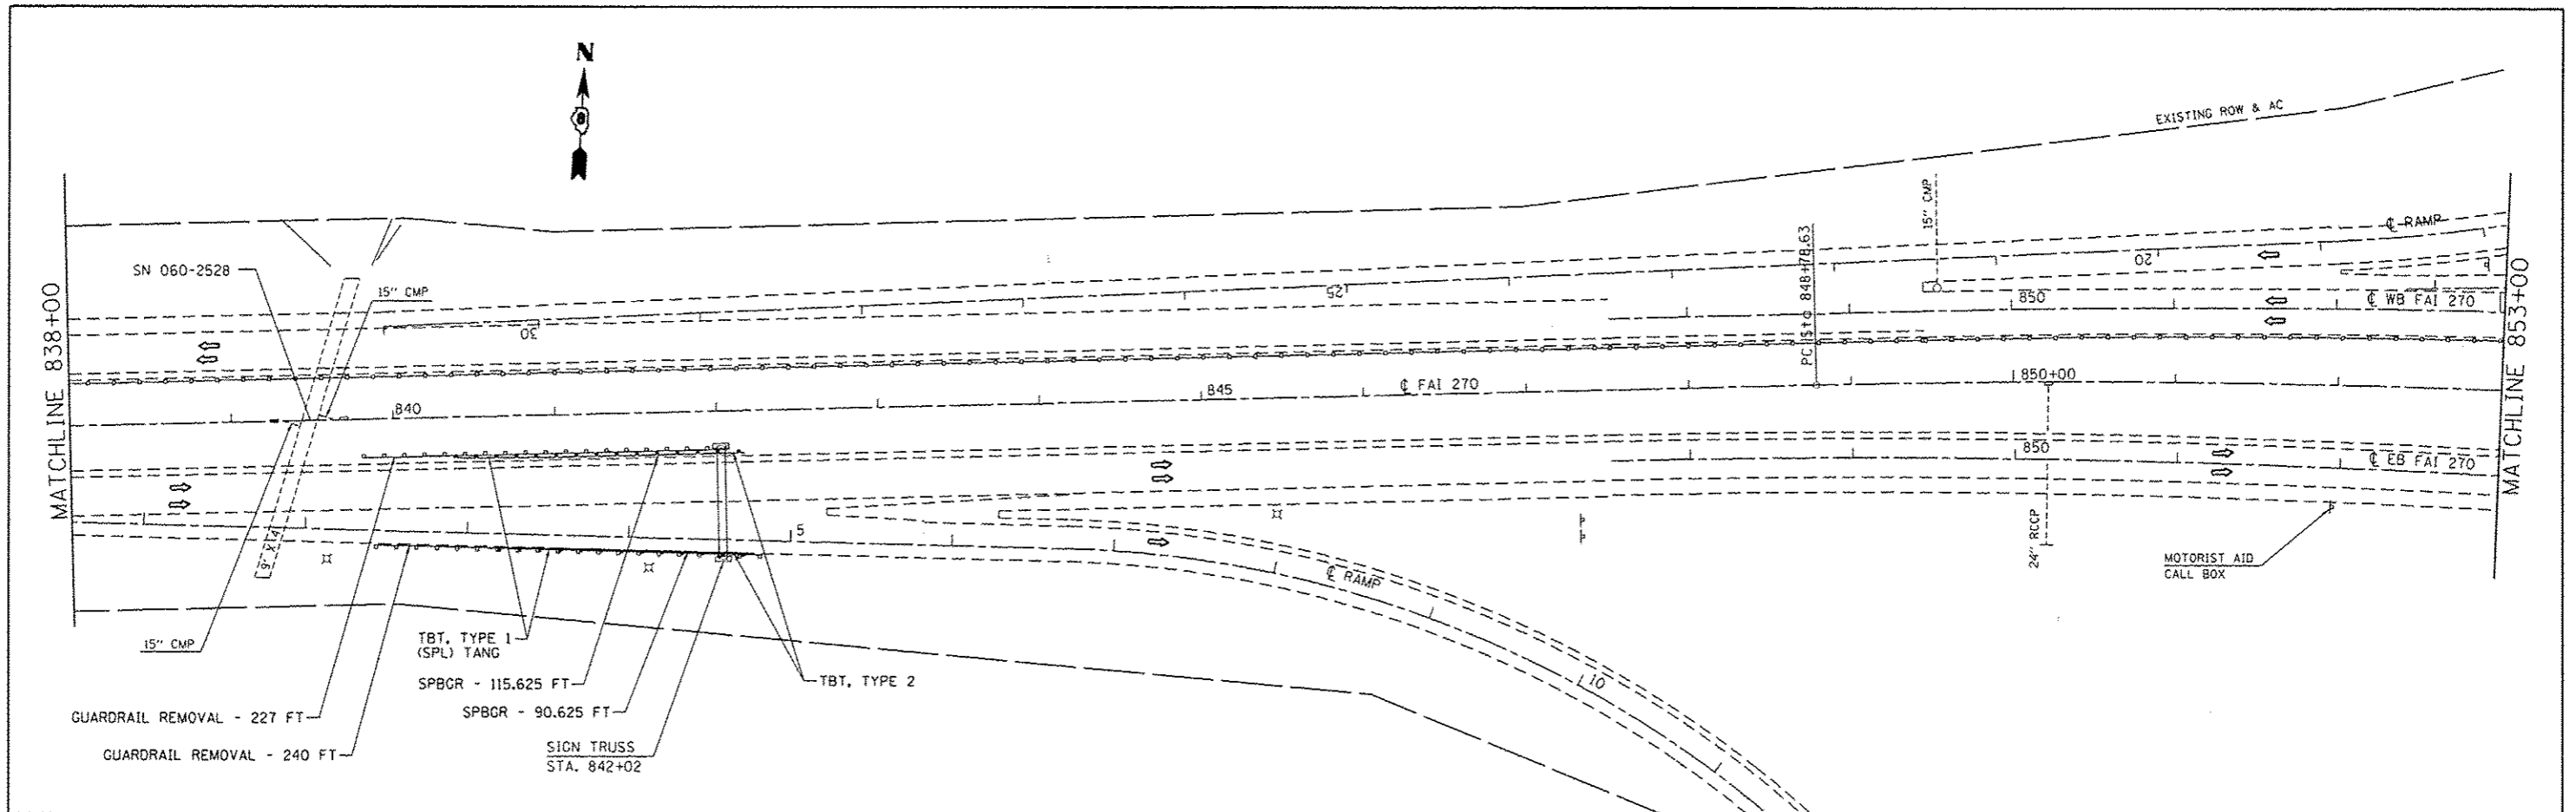 N
8
EXISTING ROW & AC
15" CMP
℄ RAMP
SN 060-2528
15" CMP
MATCHLINE 838+00
PC Sta 848+78.63
20
25
30
850
℄ WB FAI 270
MATCHLINE 853+00
840
845
℄ FAI 270
850+00
850
℄ EB FAI 270
5
9' X 4'
℄ RAMP
24" RCCP
MOTORIST AID
CALL BOX
15" CMP
TBT, TYPE 1
(SPL) TANG
SPBGR - 115.625 FT
TBT, TYPE 2
10
GUARDRAIL REMOVAL - 227 FT
SPBGR - 90.625 FT
GUARDRAIL REMOVAL - 240 FT
SIGN TRUSS
STA. 842+02